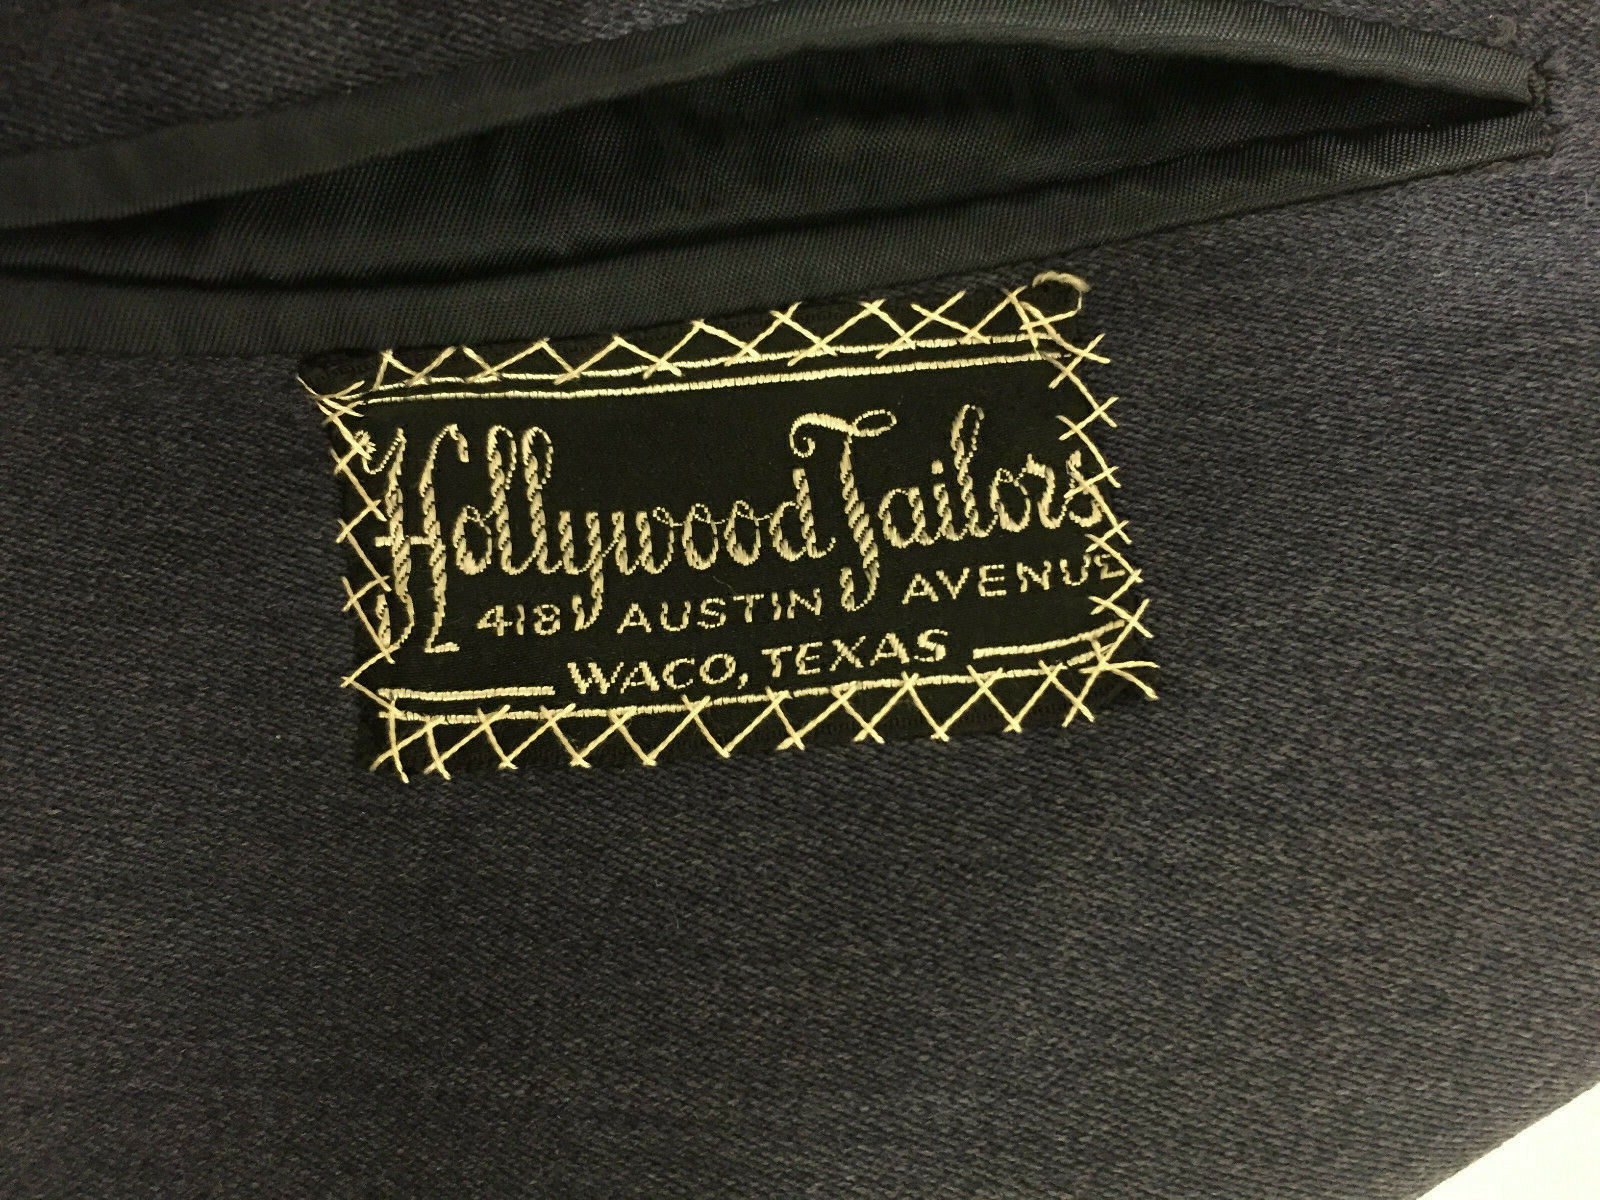 Hollywood Tailors
418 AUSTIN AVENUE
WACO, TEXAS